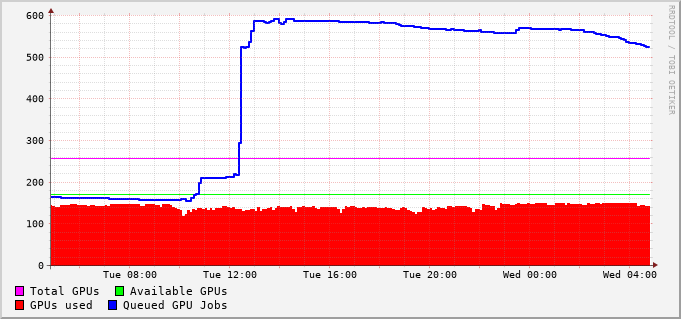 600
500
400
300
200
100
0
Tue 08:00 Tue 12:00 Tue 16:00 Tue 20:00 Wed 00:00 Wed 04:00
Total GPUs Available GPUs
GPUs used Queued GPU Jobs
RRDTOOL / TOBI OETIKER